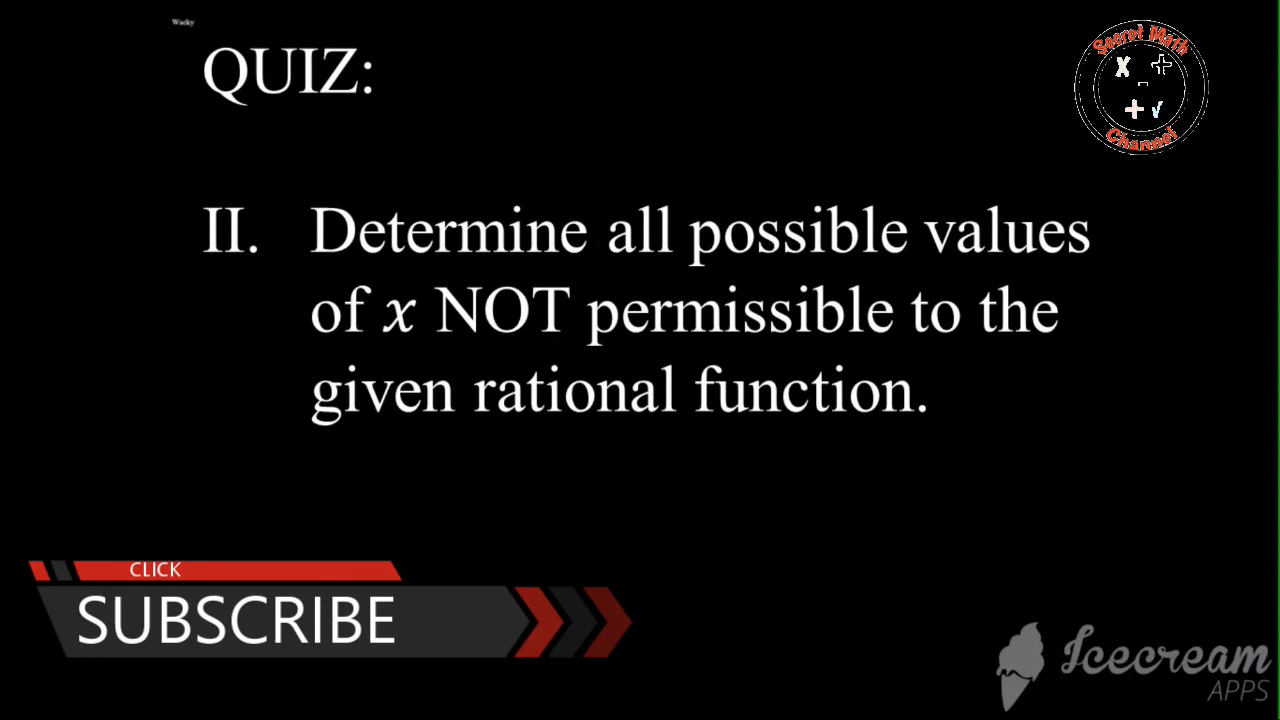 Wacky
QUIZ:
Secret Math
Channel
II. Determine all possible values
of x NOT permissible to the
given rational function.
CLICK
SUBSCRIBE
Icecream
APPS